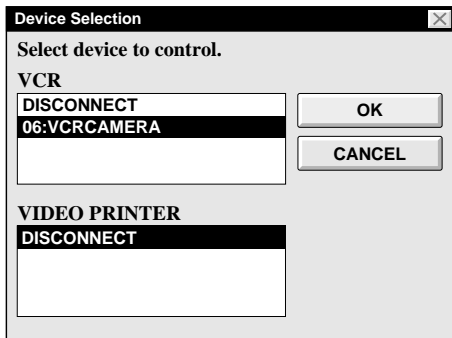 Device Selection
Select device to control.
VCR
DISCONNECT
06:VCRCAMERA
OK
CANCEL
VIDEO PRINTER
DISCONNECT